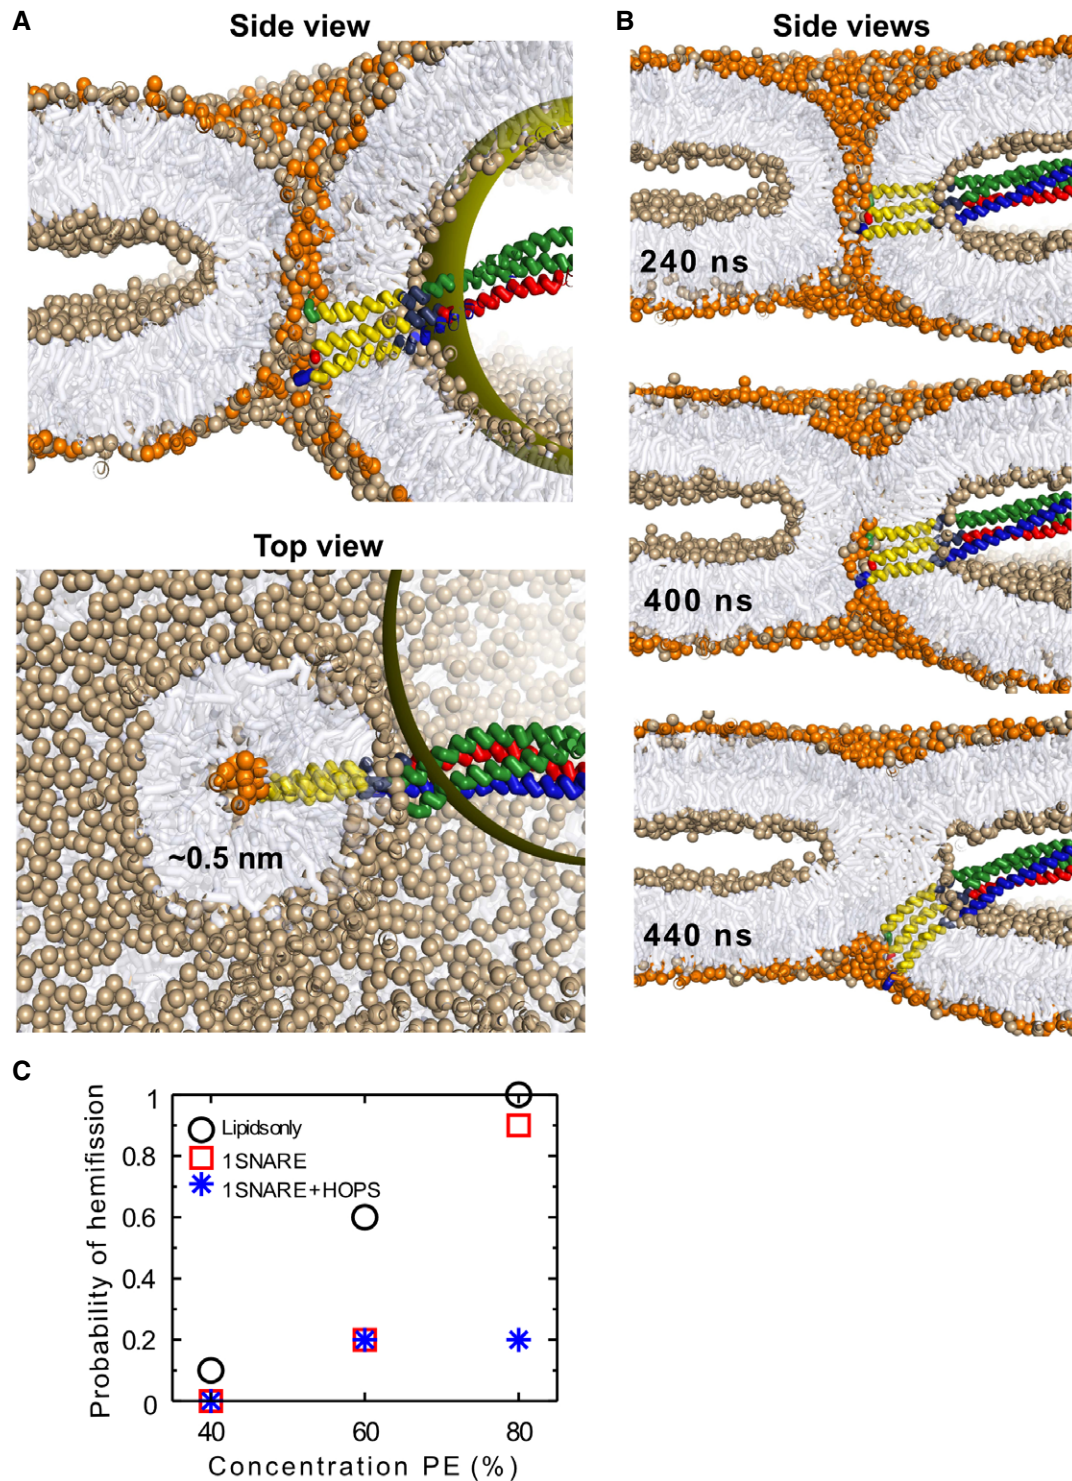 A
Side view
Top view
~0.5 nm
B
Side views
240 ns
400 ns
440 ns
C
Probability of hemifission
1
0.8
0.6
0.4
0.2
0
Lipidsonly
1SNARE
1SNARE+HOPS
40
60
80
Concentration PE (%)